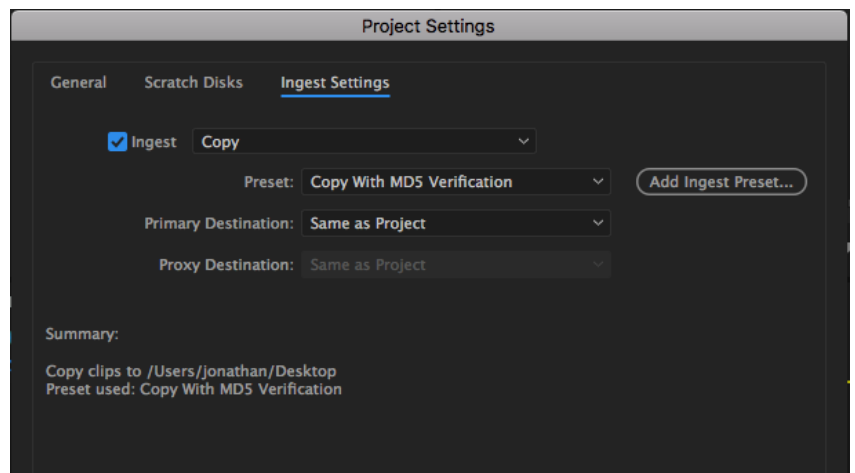 Project Settings
General Scratch Disks Ingest Settings
Ingest Copy
Preset: Copy With MD5 Verification Add Ingest Preset...
Primary Destination: Same as Project
Proxy Destination: Same as Project
Summary:
Copy clips to /Users/jonathan/Desktop
Preset used: Copy With MD5 Verification